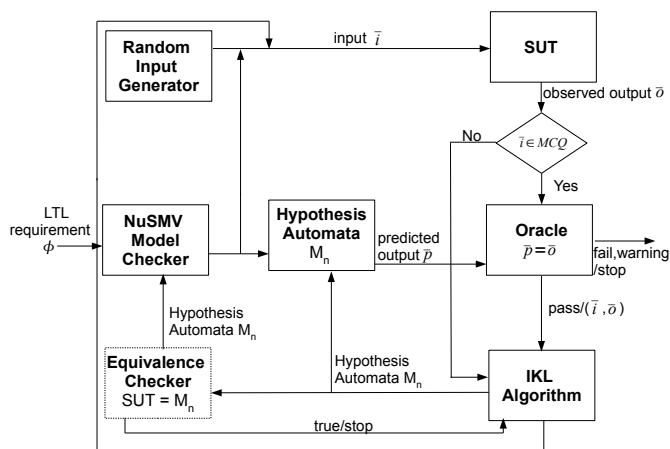 Random
Input
Generator
input i̅
SUT
observed output o̅
No
i̅ ∈ MCQ
Yes
LTL
requirement
ϕ
NuSMV
Model
Checker
Hypothesis
Automata
Mₙ
predicted
output p̅
Oracle
p̅ = o̅
fail,warning
/stop
pass/(i̅ ,o̅)
Hypothesis
Automata Mₙ
Equivalence
Checker
SUT = Mₙ
Hypothesis
Automata Mₙ
IKL
Algorithm
true/stop